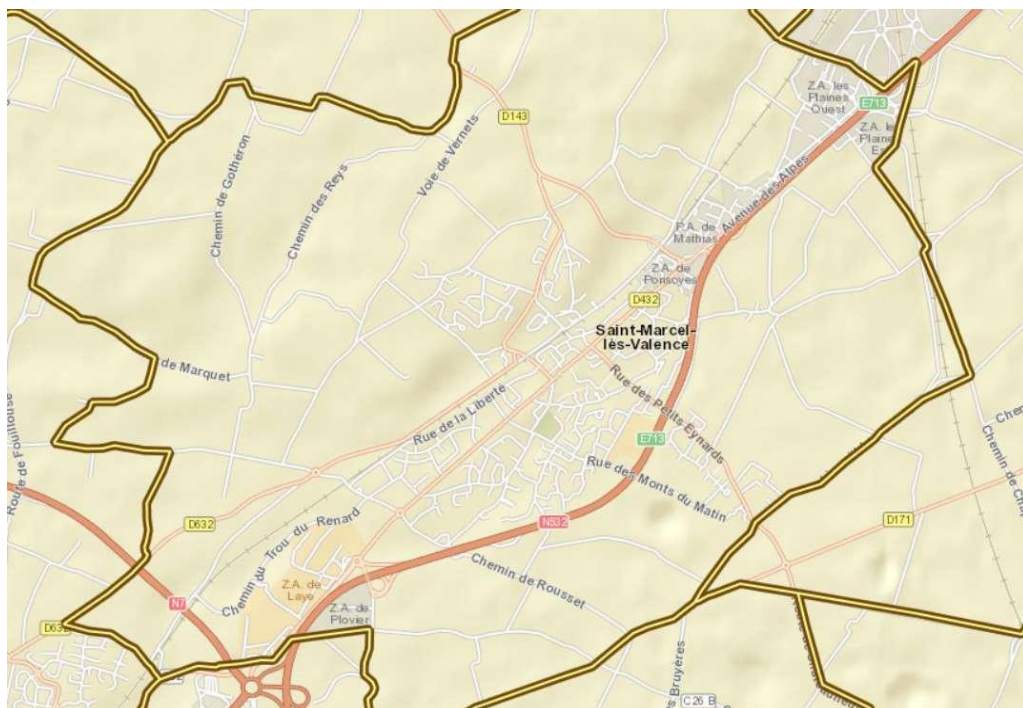 Z.A. les
Plaines
Ouest
E713
Z.A. le
Plaine
D143
Chemin de Gothéron
Chemin des Reys
Voie de Vernets
Avenue des Alpes
P.A. de
Mathias
Z.A. de
Ponsoyes
D432
Saint-Marcel-
lès-Valence
de Marquet
Rue des Petits Eynards
Rue de la Liberté
Route de Fouillouse
E713
Rue des Monts du Matin
Chemin de
D171
D632
N532
Chemin du Trou du Renard
Chemin de Rousset
Z.A. de
Laye
Z.A. de
Plovier
N7
Bruyères
C 26 B